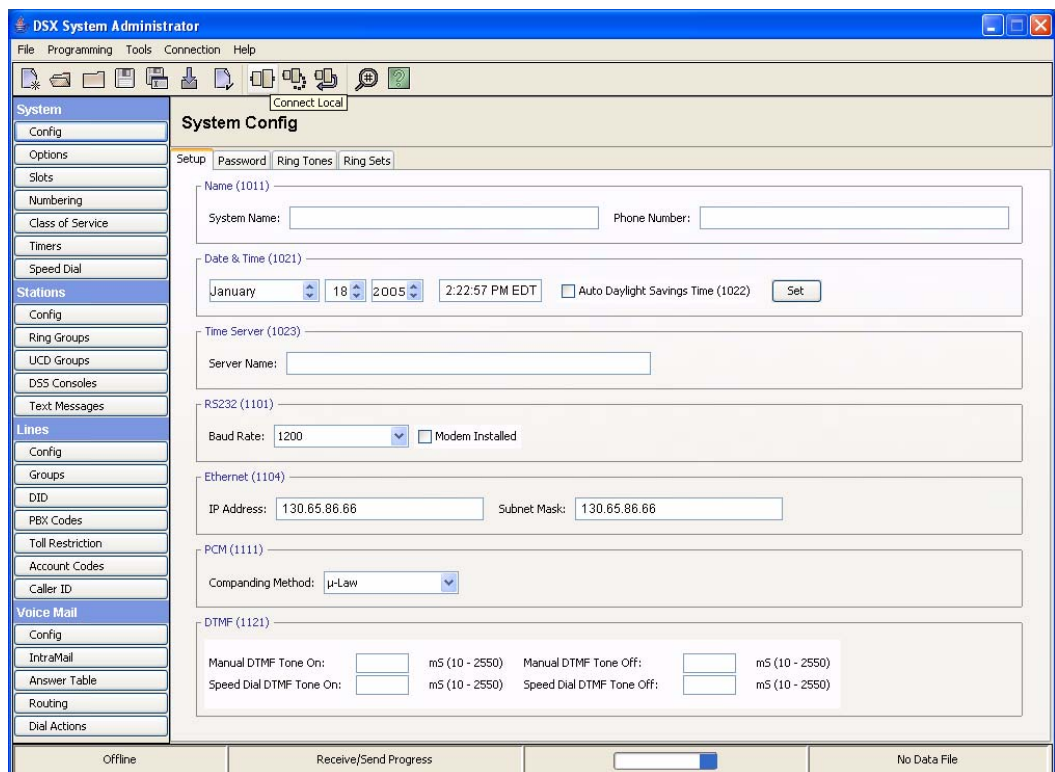 DSX System Administrator
File Programming Tools Connection Help
Connect Local
System
Config
Options
Slots
Numbering
Class of Service
Timers
Speed Dial
Stations
Config
Ring Groups
UCD Groups
DSS Consoles
Text Messages
Lines
Config
Groups
DID
PBX Codes
Toll Restriction
Account Codes
Caller ID
Voice Mail
Config
IntraMail
Answer Table
Routing
Dial Actions
System Config
Setup Password Ring Tones Ring Sets
Name (1011)
System Name: Phone Number:
Date & Time (1021)
January 18 2005 2:22:57 PM EDT Auto Daylight Savings Time (1022) Set
Time Server (1023)
Server Name:
RS232 (1101)
Baud Rate: 1200 Modem Installed
Ethernet (1104)
IP Address: 130.65.86.66 Subnet Mask: 130.65.86.66
PCM (1111)
Companding Method: μ-Law
DTMF (1121)
Manual DTMF Tone On: mS (10 - 2550) Manual DTMF Tone Off: mS (10 - 2550)
Speed Dial DTMF Tone On: mS (10 - 2550) Speed Dial DTMF Tone Off: mS (10 - 2550)
Offline Receive/Send Progress No Data File